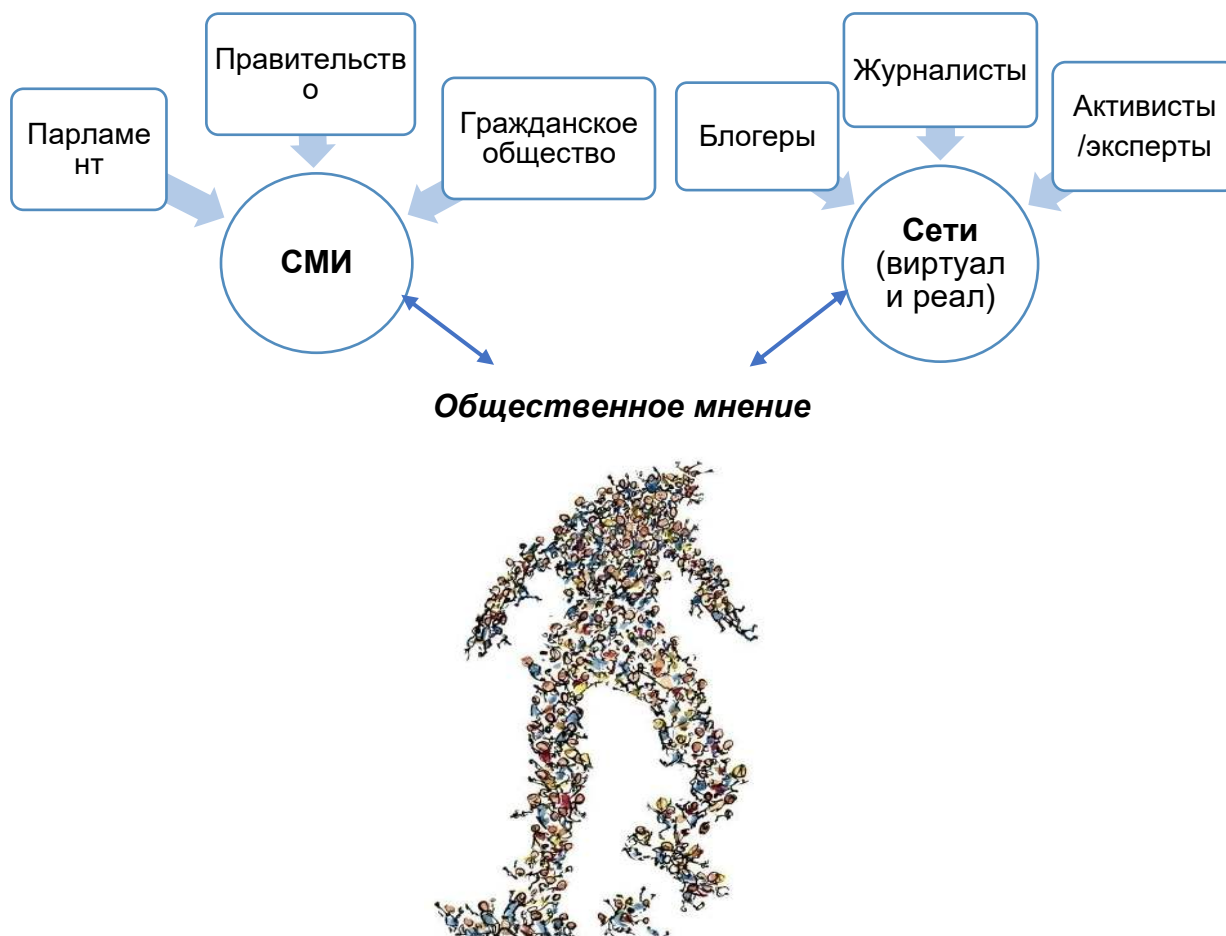 Правительств
о
Парламе
нт
Гражданское
общество
СМИ
Журналисты
Блогеры
Активисты
/эксперты
Сети
(виртуал
и реал)
Общественное мнение